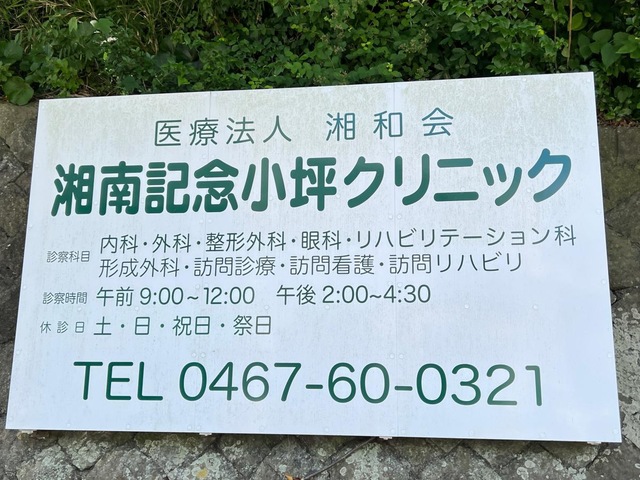 医療法人 湘和会
湘南記念小坪クリニック
診察科目 内科・外科・整形外科・眼科・リハビリテーション科
形成外科・訪問診療・訪問看護・訪問リハビリ
診察時間 午前 9:00~12:00 午後 2:00~4:30
休診日 土・日・祝日・祭日
TEL 0467-60-0321